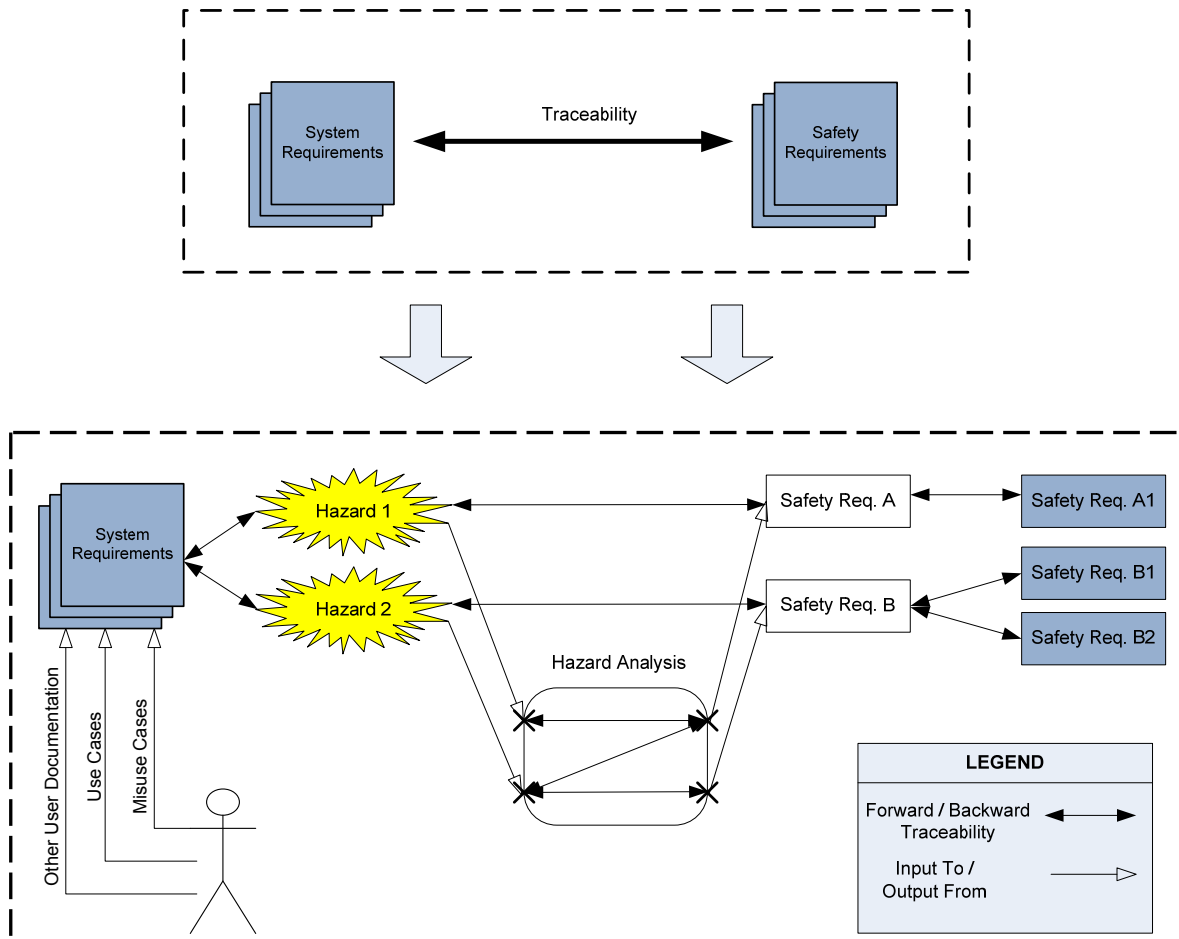 Traceability
System
Requirements
Safety
Requirements
System
Requirements
Hazard 1
Hazard 2
Safety Req. A
Safety Req. A1
Safety Req. B
Safety Req. B1
Safety Req. B2
Hazard Analysis
Other User Documentation
Use Cases
Misuse Cases
LEGEND
Forward / Backward
Traceability
Input To /
Output From